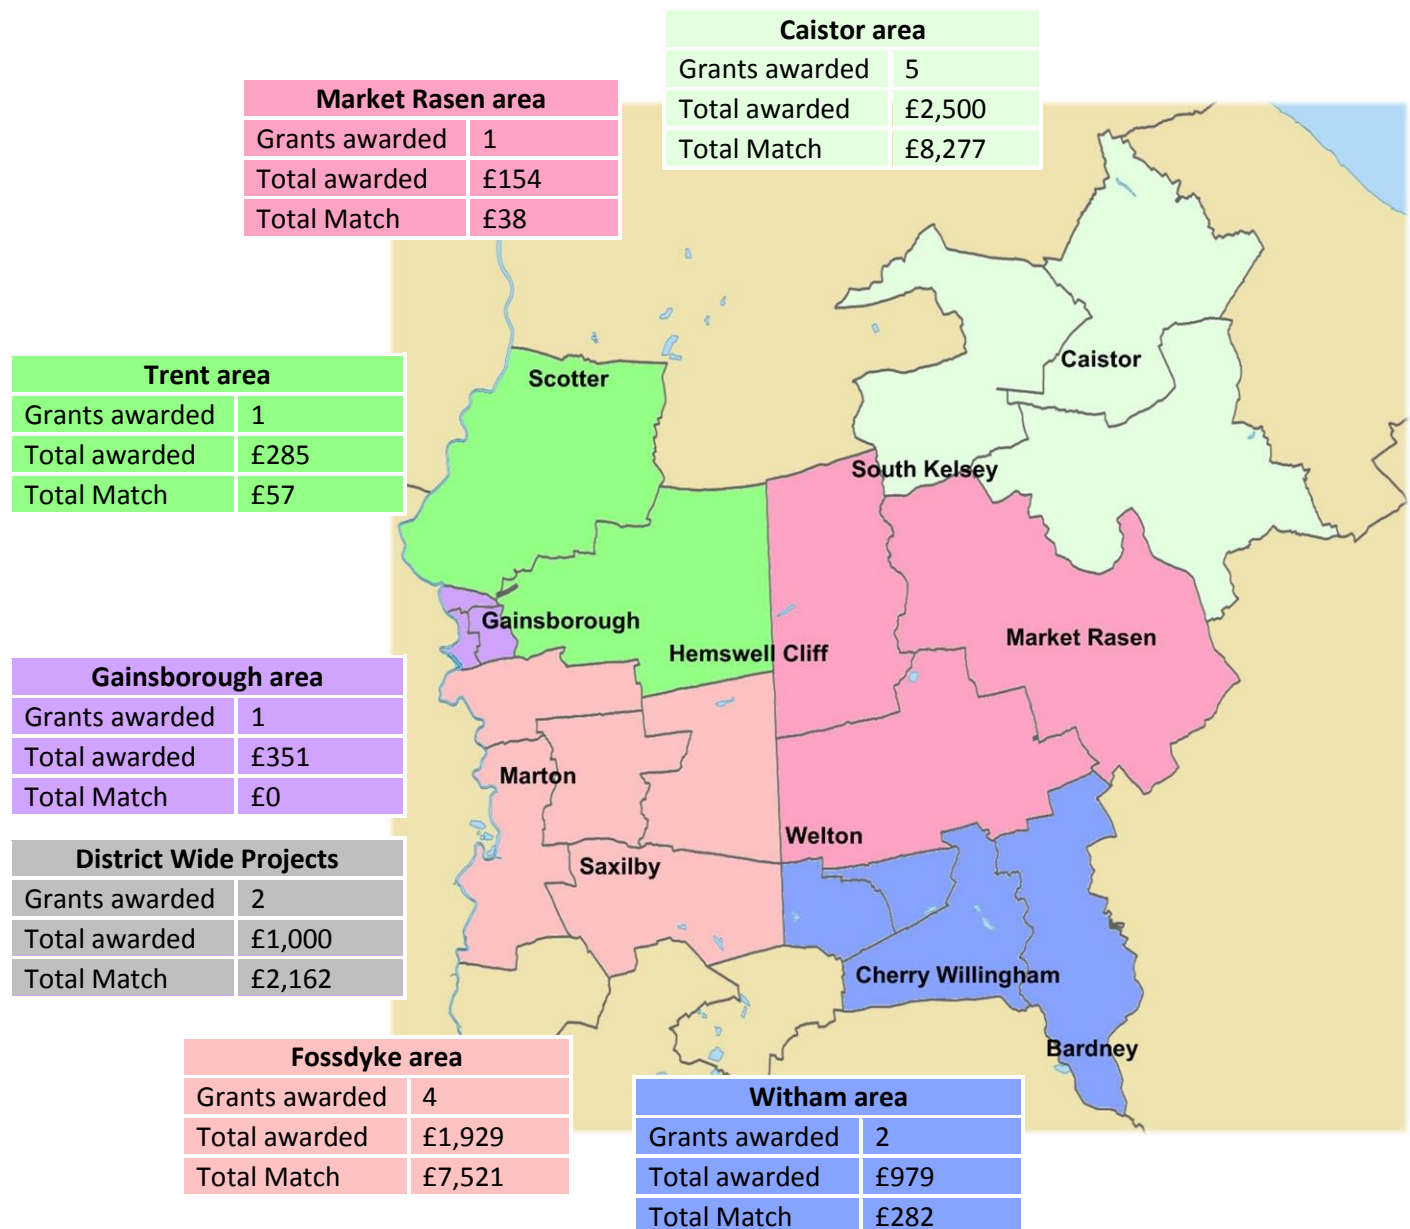 Caistor area
Grants awarded 5
Total awarded £2,500
Total Match £8,277
Market Rasen area
Grants awarded 1
Total awarded £154
Total Match £38
Trent area
Grants awarded 1
Total awarded £285
Total Match £57
Gainsborough area
Grants awarded 1
Total awarded £351
Total Match £0
District Wide Projects
Grants awarded 2
Total awarded £1,000
Total Match £2,162
Fossdyke area
Grants awarded 4
Total awarded £1,929
Total Match £7,521
Witham area
Grants awarded 2
Total awarded £979
Total Match £282
Caistor
Scotter
South Kelsey
Gainsborough
Market Rasen
Hemswell Cliff
Marton
Welton
Saxilby
Cherry Willingham
Bardney